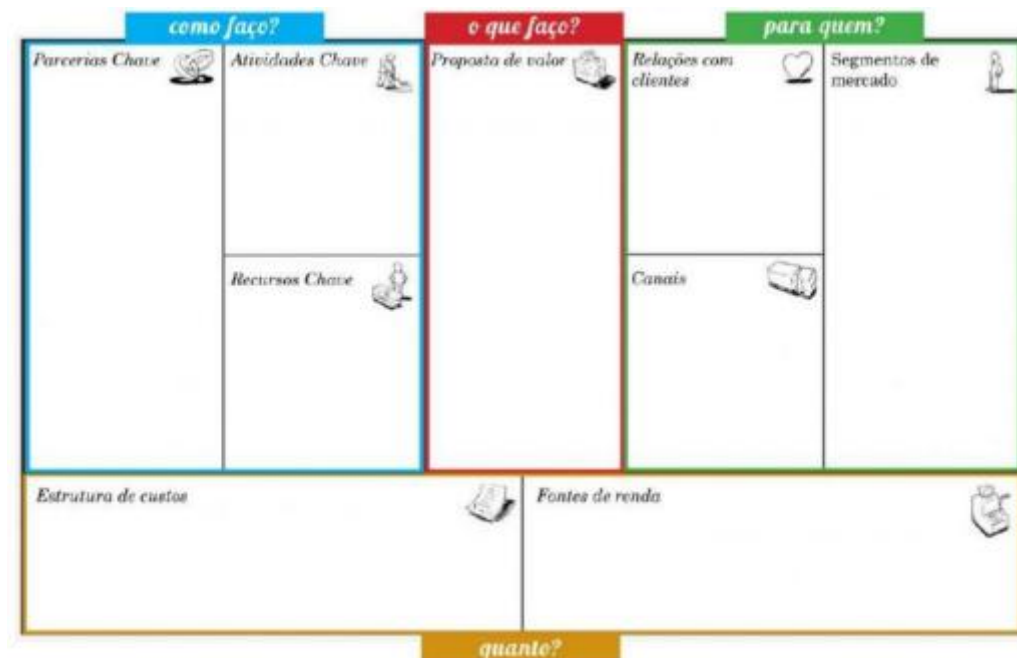 como faço?
o que faço?
para quem?
Parcerias Chave
Atividades Chave
Proposta de valor
Relações com
clientes
Segmentos de
mercado
Recursos Chave
Canais
Estrutura de custos
Fontes de renda
quanto?